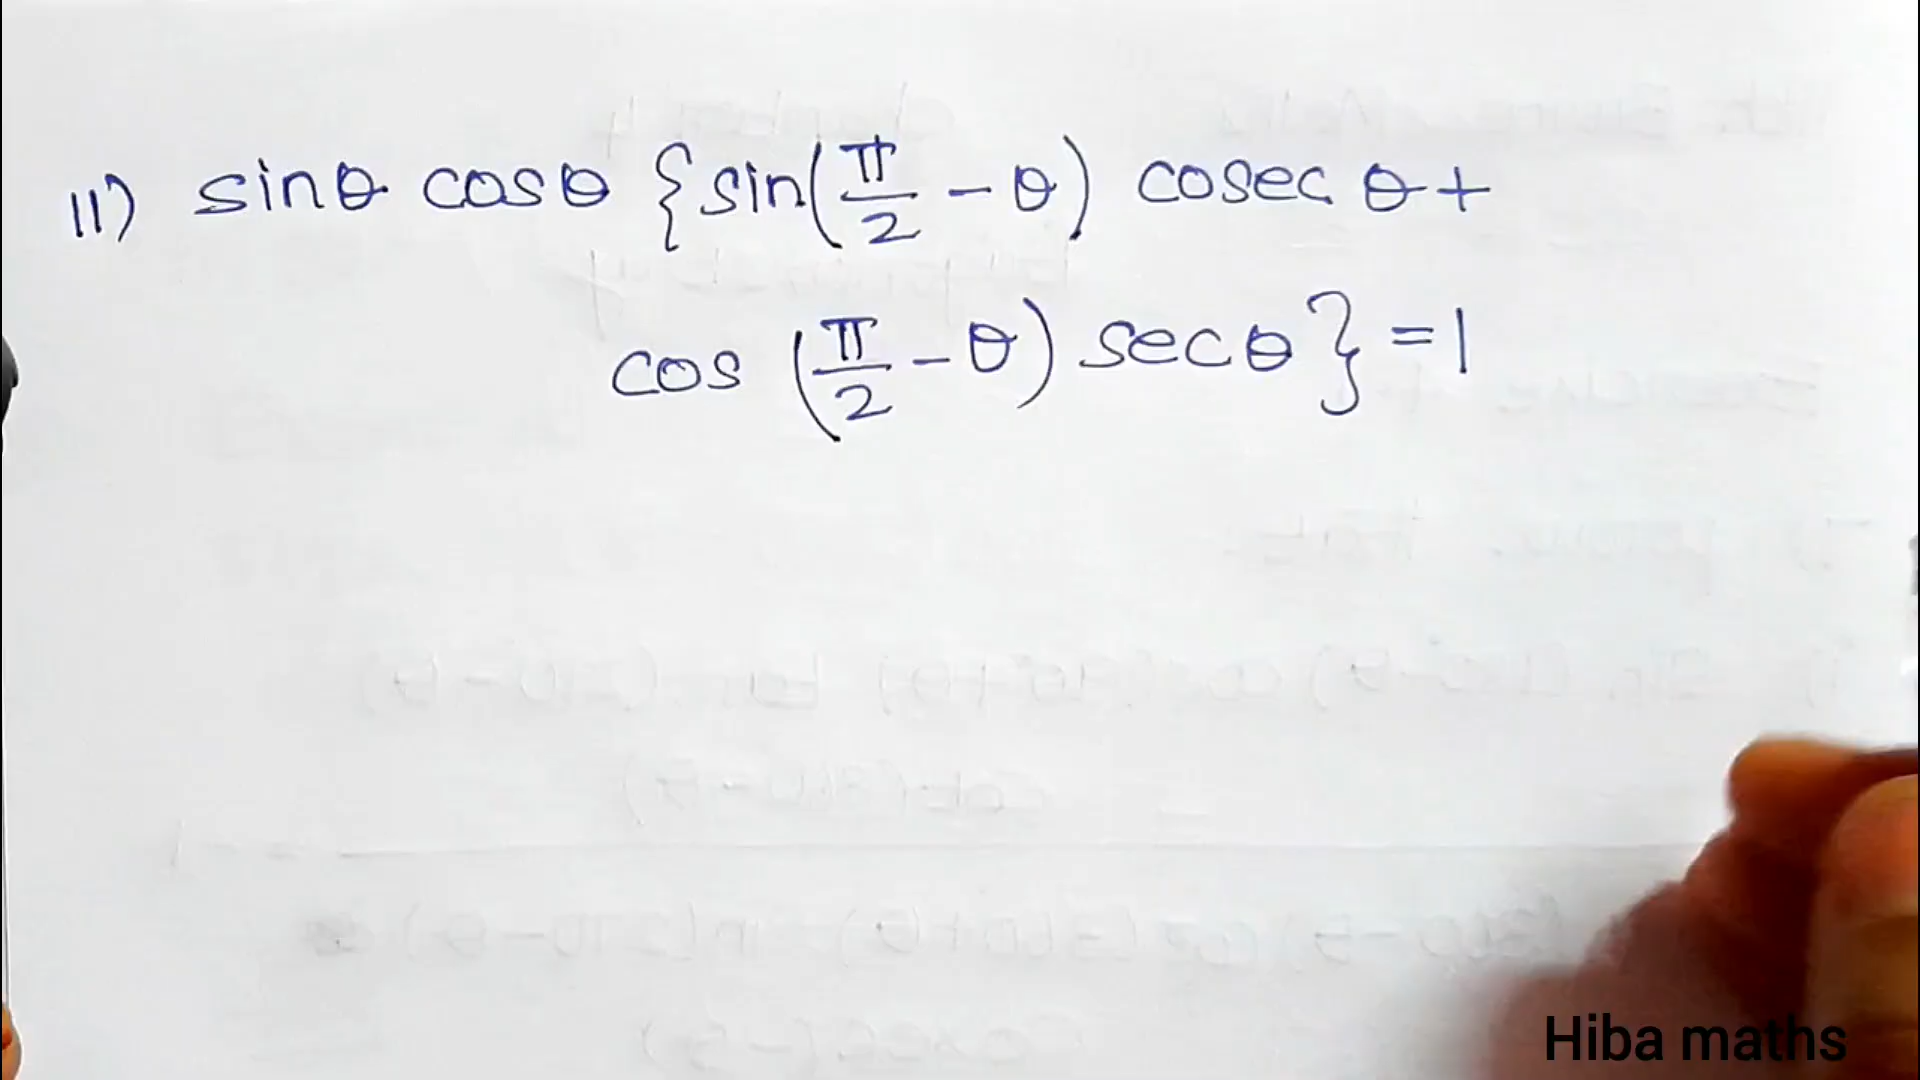 11) sinθ cosθ {sin(π/2 - θ) cosec θ +
cos (π/2 - θ) secθ} = 1
Hiba maths